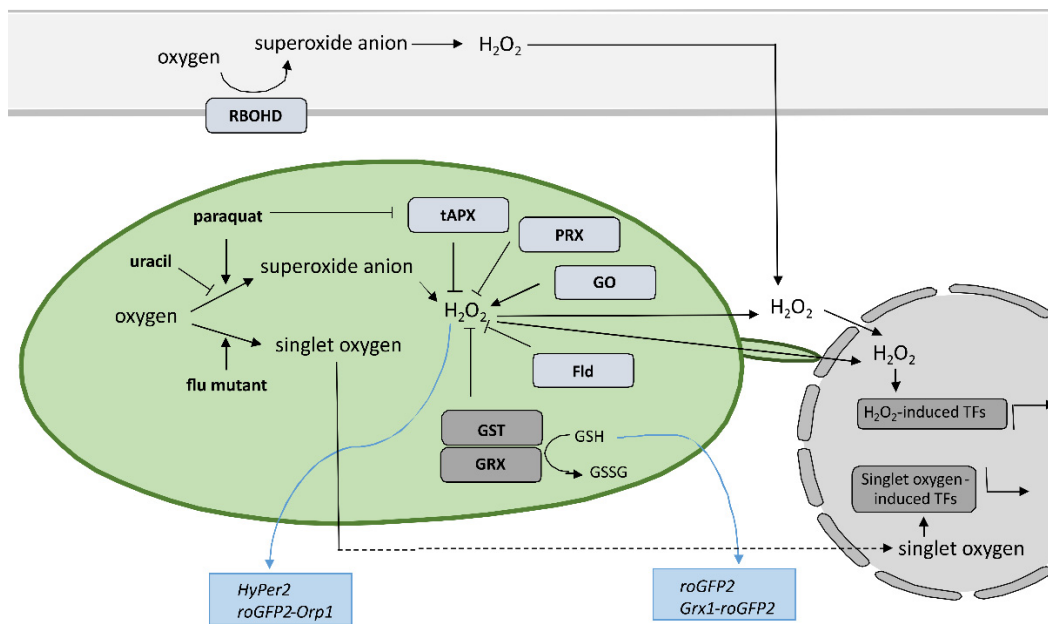 oxygen
superoxide anion
H₂O₂
RBOHD
paraquat
tAPX
PRX
uracil
superoxide anion
GO
oxygen
H₂O₂
H₂O₂
singlet oxygen
H₂O₂
flu mutant
Fld
H₂O₂-induced TFs
GST
GSH
GRX
GSSG
Singlet oxygen-
induced TFs
singlet oxygen
HyPer2
roGFP2-Orp1
roGFP2
Grx1-roGFP2